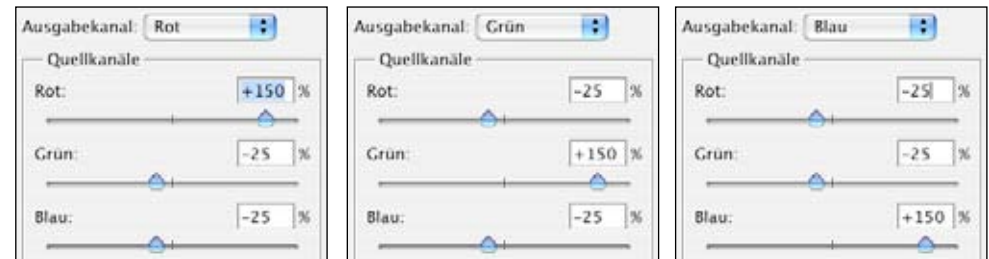 Ausgabekanal: Rot
Quellkanäle
Rot: +150 %
Grün: -25 %
Blau: -25 %
Ausgabekanal: Grün
Quellkanäle
Rot: -25 %
Grün: +150 %
Blau: -25 %
Ausgabekanal: Blau
Quellkanäle
Rot: -25 %
Grün: -25 %
Blau: +150 %